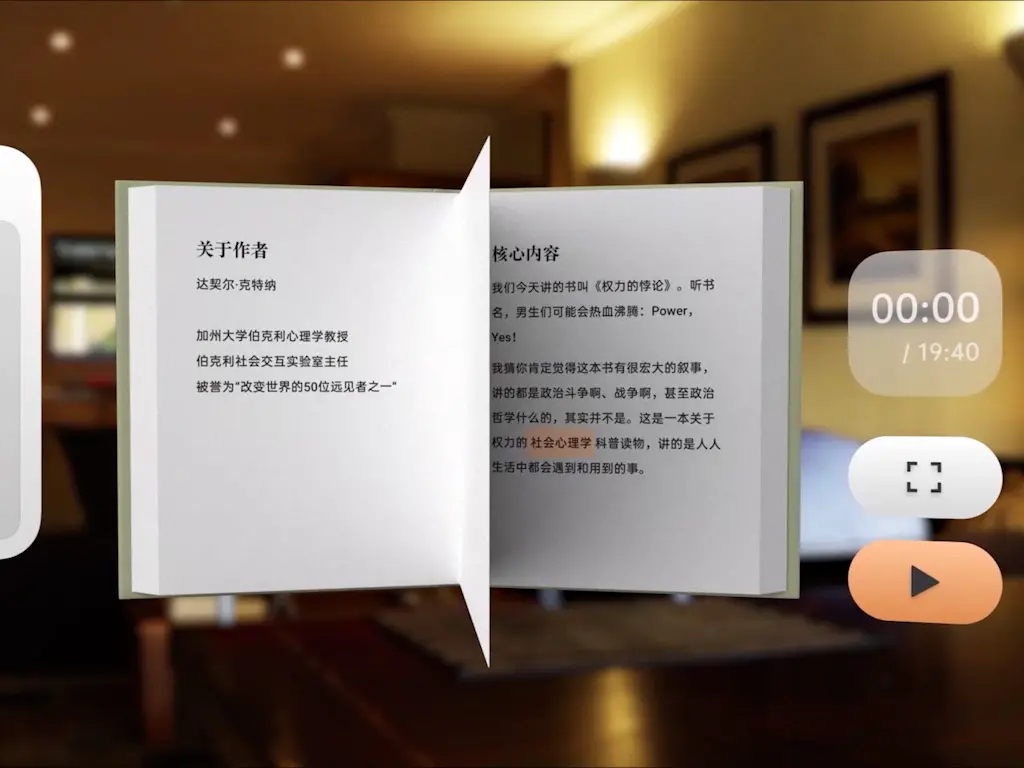 关于作者
达契尔·克特纳
加州大学伯克利心理学教授
伯克利社会交互实验室主任
被誉为“改变世界的50位远见者之一”
核心内容
我们今天讲的书叫《权力的悖论》。听书
名，男生们可能会热血沸腾：Power，
Yes！
我猜你肯定觉得这本书有很宏大的叙事，
讲的都是政治斗争啊、战争啊，甚至政治
哲学什么的，其实并不是。这是一本关于
权力的 社会心理学 科普读物，讲的是人人
生活中都会遇到和用到的事。
00:00
/ 19:40